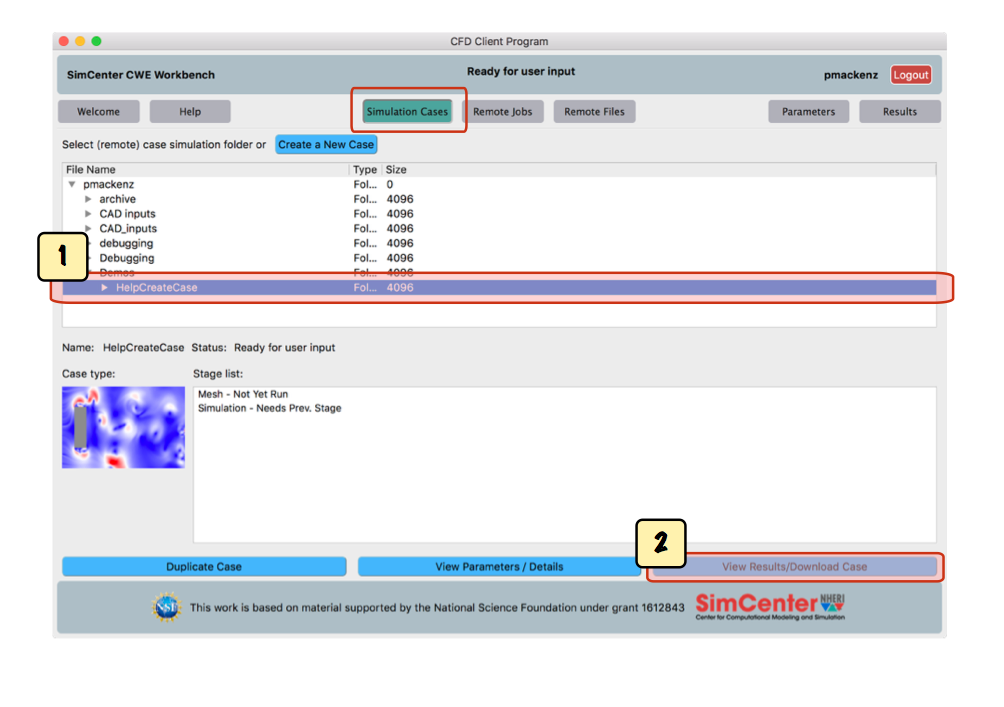 CFD Client Program
SimCenter CWE Workbench
Ready for user input
pmackenz
Logout
Welcome
Help
Simulation Cases
Remote Jobs
Remote Files
Parameters
Results
Select (remote) case simulation folder or
Create a New Case
File Name Type Size
pmackenz Fol... 0
archive Fol... 4096
CAD inputs Fol... 4096
CAD_inputs Fol... 4096
debugging Fol... 4096
1
Debugging Fol... 4096
Demos Fol... 4096
HelpCreateCase Fol... 4096
Name: HelpCreateCase Status: Ready for user input
Case type:
Stage list:
Mesh - Not Yet Run
Simulation - Needs Prev. Stage
2
Duplicate Case
View Parameters / Details
View Results/Download Case
NSF
This work is based on material supported by the National Science Foundation under grant 1612843
SimCenter
NHERI
Center for Computational Modeling and Simulation